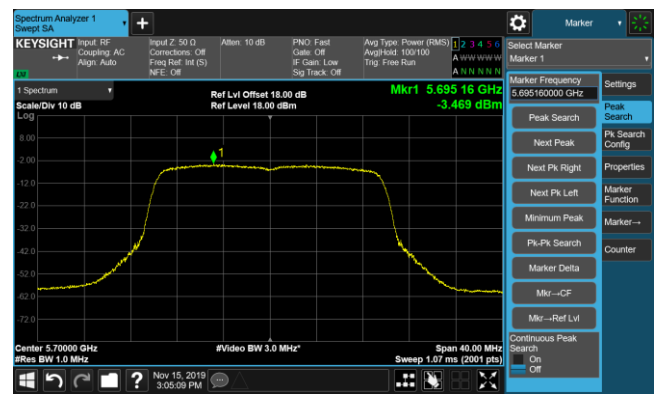 Spectrum Analyzer 1
Swept SA
+
Marker
KEYSIGHT
Input: RF
Coupling: AC
Align: Auto
Input Z: 50 Ω
Corrections: Off
Freq Ref: Int (S)
NFE: Off
Atten: 10 dB
PNO: Fast
Gate: Off
IF Gain: Low
Sig Track: Off
Avg Type: Power (RMS)
Avg|Hold: 100/100
Trig: Free Run
1 2 3 4 5 6
A W W W W W
A N N N N N
Select Marker
Marker 1
1 Spectrum
Scale/Div 10 dB
Log
Ref Lvl Offset 18.00 dB
Ref Level 18.00 dBm
Mkr1 5.695 16 GHz
-3.469 dBm
8.00
-2.00
-12.0
-22.0
-32.0
-42.0
-52.0
-62.0
-72.0
1
Center 5.70000 GHz
#Res BW 1.0 MHz
#Video BW 3.0 MHz*
Span 40.00 MHz
Sweep 1.07 ms (2001 pts)
Marker Frequency
5.695160000 GHz
Peak Search
Next Peak
Next Pk Right
Next Pk Left
Minimum Peak
Pk-Pk Search
Marker Delta
Mkr→CF
Mkr→Ref Lvl
Continuous Peak
Search
On
Off
Settings
Peak
Search
Pk Search
Config
Properties
Marker
Function
Marker→
Counter
Nov 15, 2019
3:05:09 PM